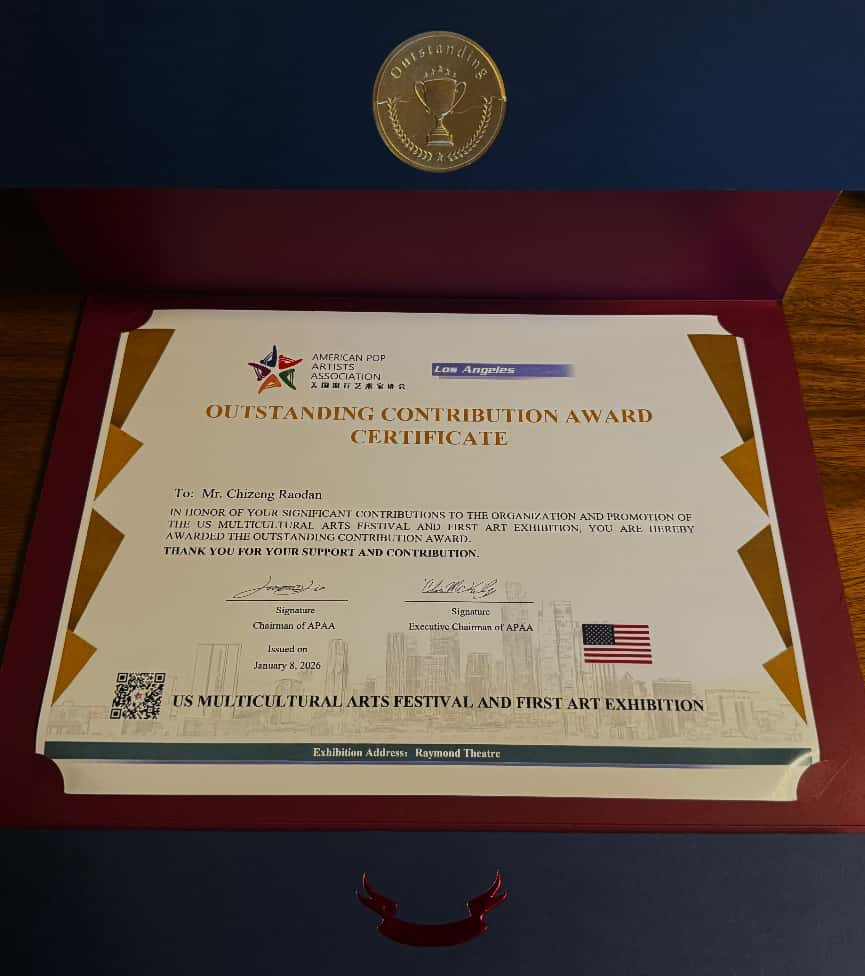 Outstanding
AMERICAN POP
ARTISTS
ASSOCIATION
美国流行艺术家协会
Los Angeles
OUTSTANDING CONTRIBUTION AWARD
CERTIFICATE
To: Mr. Chizeng Raodan
IN HONOR OF YOUR SIGNIFICANT CONTRIBUTIONS TO THE ORGANIZATION AND PROMOTION OF
THE US MULTICULTURAL ARTS FESTIVAL AND FIRST ART EXHIBITION, YOU ARE HEREBY
AWARDED THE OUTSTANDING CONTRIBUTION AWARD.
THANK YOU FOR YOUR SUPPORT AND CONTRIBUTION.
Signature
Signature
Chairman of APAA
Executive Chairman of APAA
Issued on
January 8, 2026
US MULTICULTURAL ARTS FESTIVAL AND FIRST ART EXHIBITION
Exhibition Address: Raymond Theatre